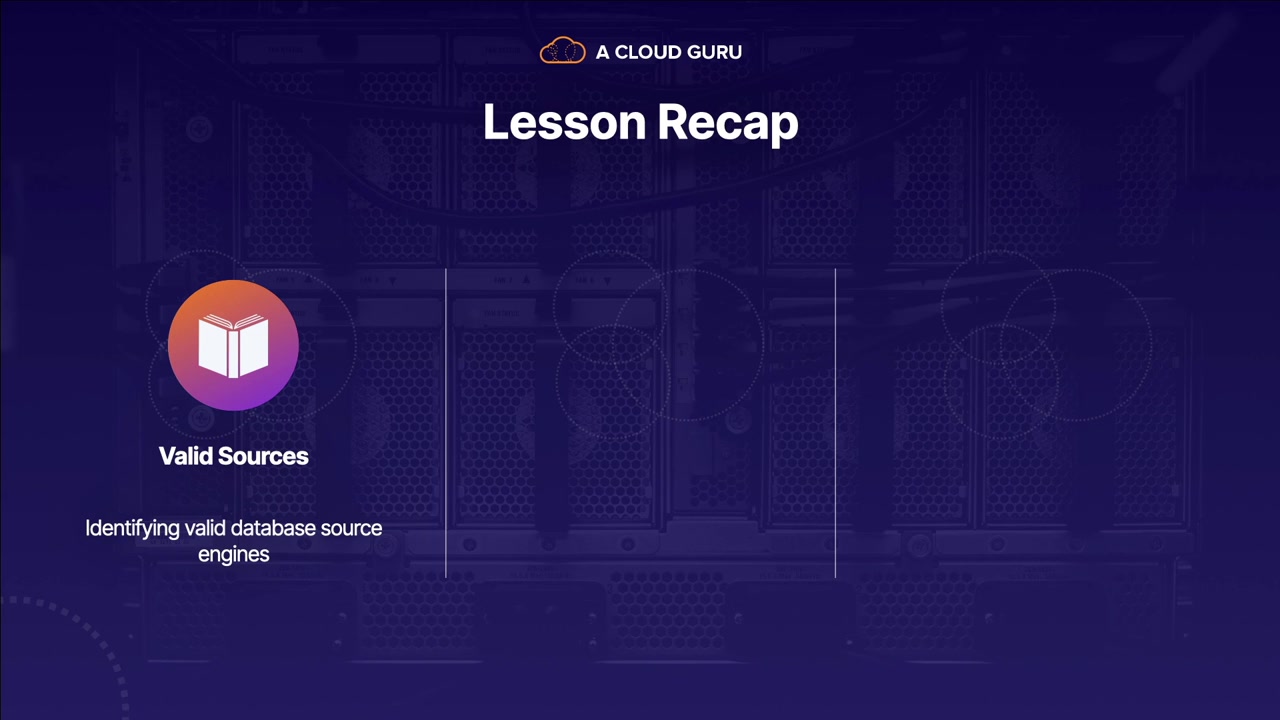 A CLOUD GURU
Lesson Recap
Valid Sources
Identifying valid database source
engines